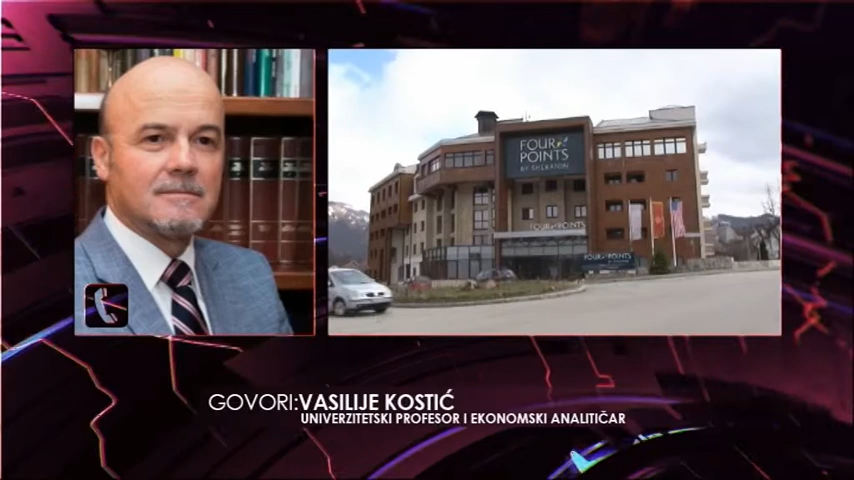 FOUR
POINTS
BY SHERATON
FOUR POINTS
FOUR POINTS
GOVORI:VASILIJE KOSTIĆ
UNIVERZITETSKI PROFESOR I EKONOMSKI ANALITIČAR